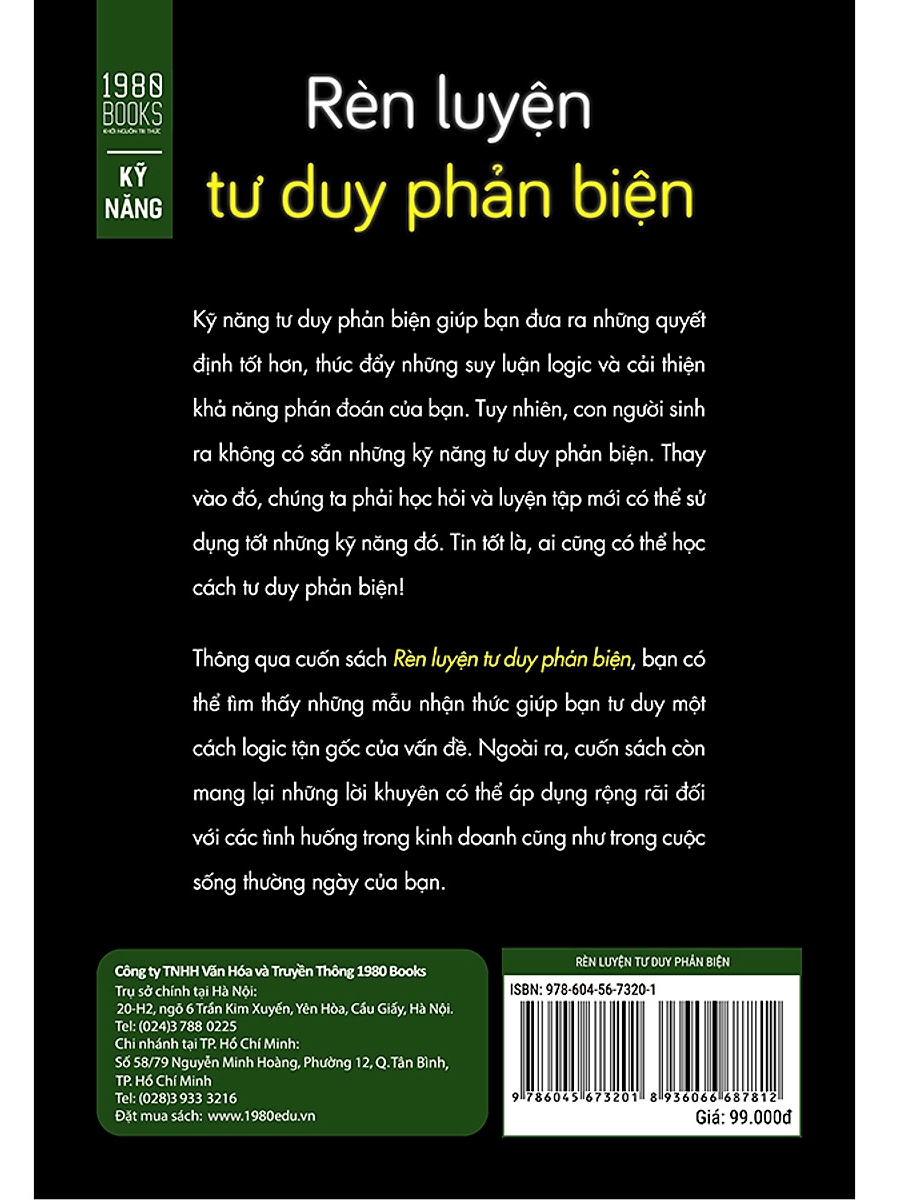 1980
BOOKS
KHƠI NGUỒN TRI THỨC
KỸ
NĂNG
Rèn luyện
tư duy phản biện
Kỹ năng tư duy phản biện giúp bạn đưa ra những quyết
định tốt hơn, thúc đẩy những suy luận logic và cải thiện
khả năng phán đoán của bạn. Tuy nhiên, con người sinh
ra không có sẵn những kỹ năng tư duy phản biện. Thay
vào đó, chúng ta phải học hỏi và luyện tập mới có thể sử
dụng tốt những kỹ năng đó. Tin tốt là, ai cũng có thể học
cách tư duy phản biện!
Thông qua cuốn sách Rèn luyện tư duy phản biện, bạn có
thể tìm thấy những mẫu nhận thức giúp bạn tư duy một
cách logic tận gốc của vấn đề. Ngoài ra, cuốn sách còn
mang lại những lời khuyên có thể áp dụng rộng rãi đối
với các tình huống trong kinh doanh cũng như trong cuộc
sống thường ngày của bạn.
Công ty TNHH Văn Hóa và Truyền Thông 1980 Books
Trụ sở chính tại Hà Nội:
20-H2, ngõ 6 Trần Kim Xuyến, Yên Hòa, Cầu Giấy, Hà Nội.
Tel: (024)3 788 0225
Chi nhánh tại TP. Hồ Chí Minh:
Số 58/79 Nguyễn Minh Hoàng, Phường 12, Q.Tân Bình,
TP. Hồ Chí Minh
Tel: (028)3 933 3216
Đặt mua sách: www.1980edu.vn
RÈN LUYỆN TƯ DUY PHẢN BIỆN
ISBN: 978-604-56-7320-1
9 786045 673201 8 936066 687812
Giá: 99.000đ